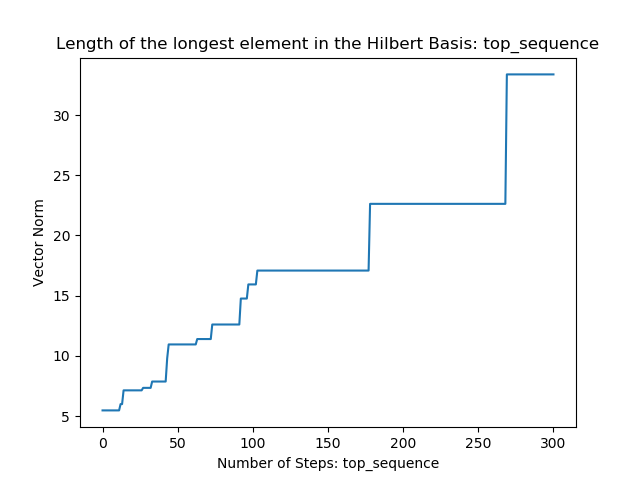 Length of the longest element in the Hilbert Basis: top_sequence
Vector Norm
30
25
20
15
10
5
0 50 100 150 200 250 300
Number of Steps: top_sequence